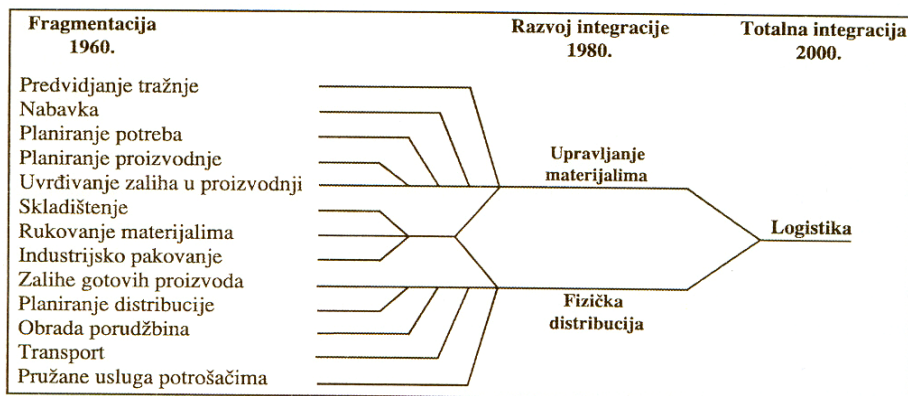 Fragmentacija
1960.
Razvoj integracije
1980.
Totalna integracija
2000.
Predvidjanje tražnje
Nabavka
Planiranje potreba
Planiranje proizvodnje
Uvrđivanje zaliha u proizvodnji
Skladištenje
Rukovanje materijalima
Industrijsko pakovanje
Zalihe gotovih proizvoda
Planiranje distribucije
Obrada porudžbina
Transport
Pružane usluga potrošačima
Upravljanje
materijalima
Logistika
Fizička
distribucija